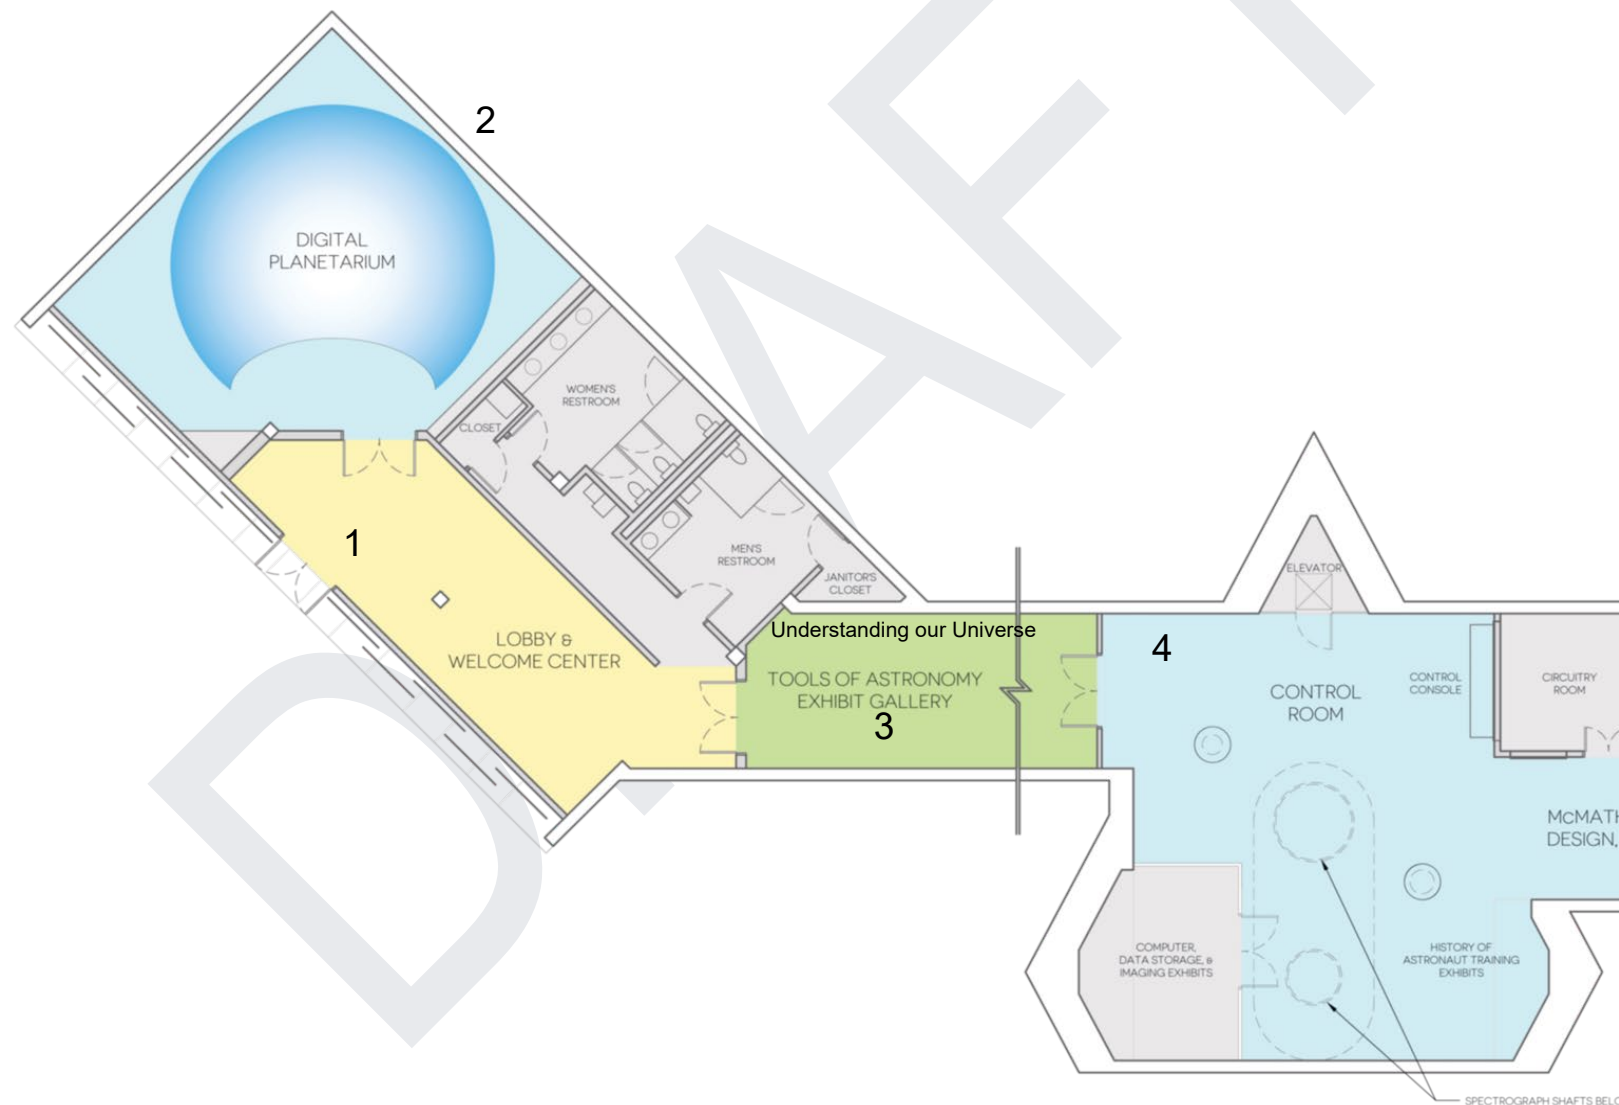 2
DIGITAL
PLANETARIUM
WOMEN'S
RESTROOM
CLOSET
1
MEN'S
RESTROOM
JANITOR'S
CLOSET
ELEVATOR
Understanding our Universe
LOBBY &
WELCOME CENTER
TOOLS OF ASTRONOMY
EXHIBIT GALLERY
3
4
CONTROL
ROOM
CONTROL
CONSOLE
CIRCUITRY
ROOM
McMATH
DESIGN,
COMPUTER,
DATA STORAGE, &
IMAGING EXHIBITS
HISTORY OF
ASTRONAUT TRAINING
EXHIBITS
SPECTROGRAPH SHAFTS BELO
DRAFT